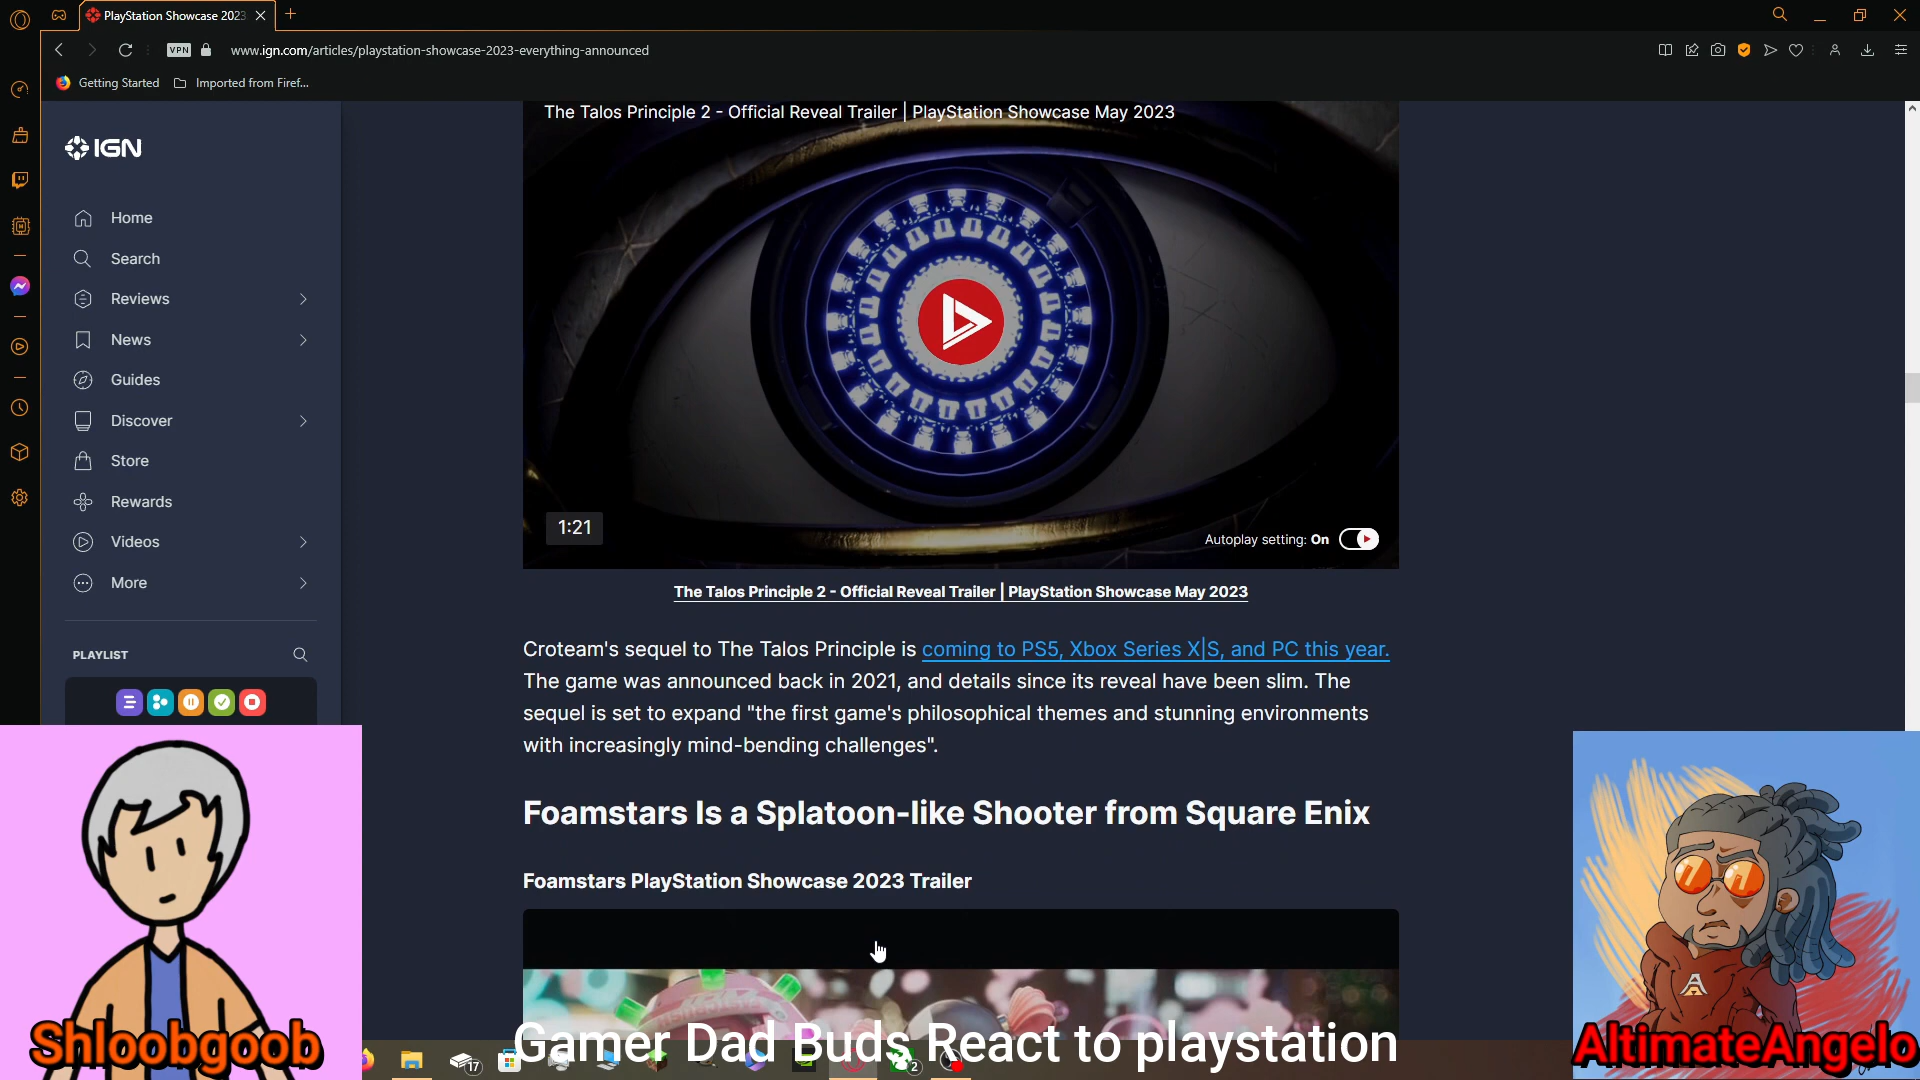 PlayStation Showcase 2023
VPN
www.ign.com/articles/playstation-showcase-2023-everything-announced
Getting Started
Imported from Firef...
IGN
Home
Search
Reviews
News
Guides
Discover
Store
Rewards
Videos
More
PLAYLIST
The Talos Principle 2 - Official Reveal Trailer | PlayStation Showcase May 2023
1:21
Autoplay setting: On
The Talos Principle 2 - Official Reveal Trailer | PlayStation Showcase May 2023
Croteam's sequel to The Talos Principle is coming to PS5, Xbox Series X|S, and PC this year.
The game was announced back in 2021, and details since its reveal have been slim. The
sequel is set to expand "the first game's philosophical themes and stunning environments
with increasingly mind-bending challenges".
Foamstars Is a Splatoon-like Shooter from Square Enix
Foamstars PlayStation Showcase 2023 Trailer
Shloobgoob
Gamer Dad Buds React to playstation
AltimateAngelo
A
17
2